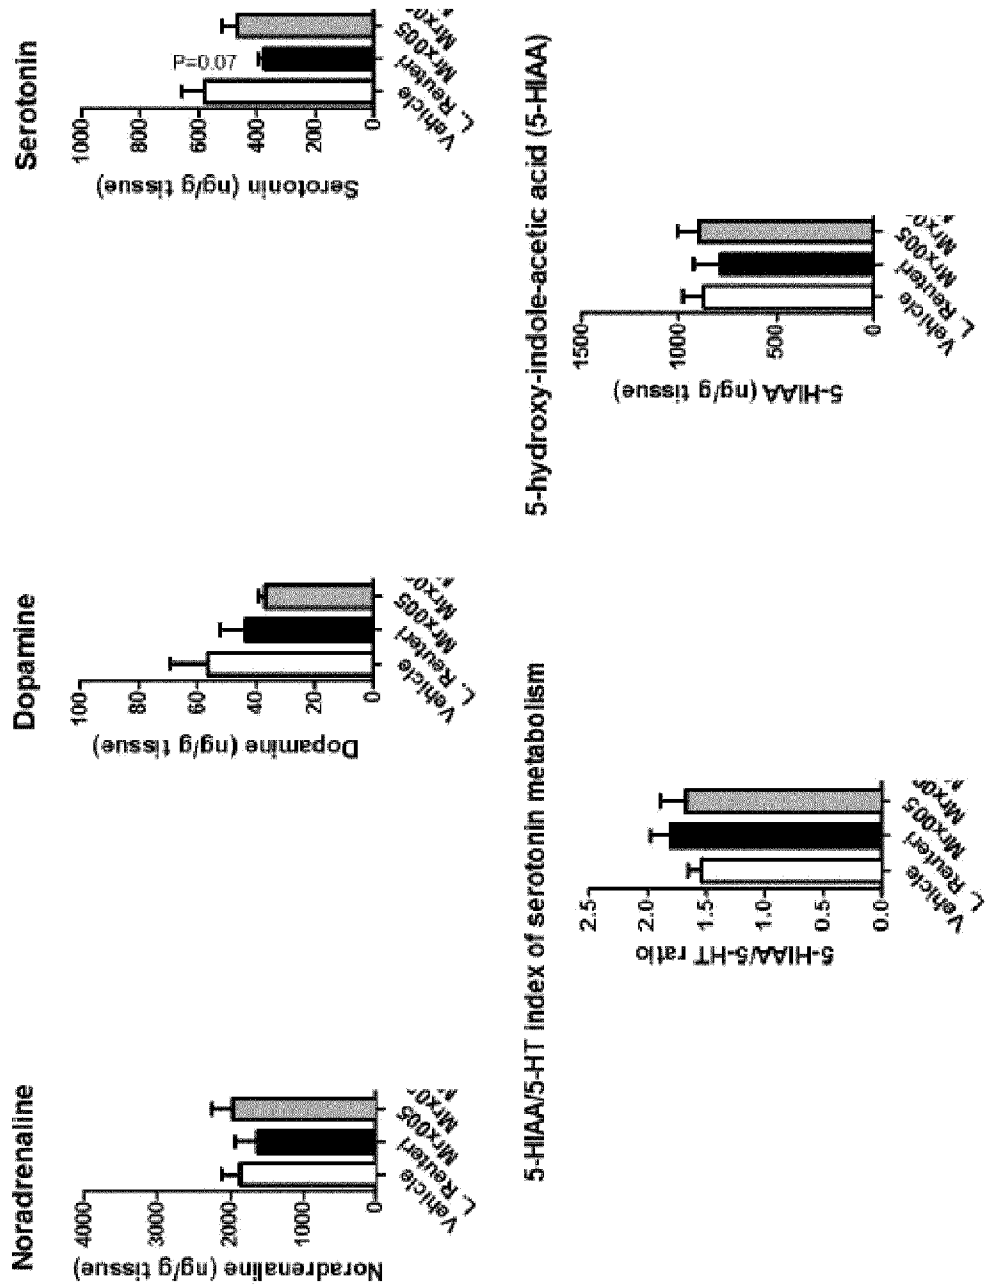 Noradrenaline
Noradrenaline (ng/g tissue)
4000
3000
2000
1000
0
Vehicle
L. Reuteri
Mrx005
Dopamine
Dopamine (ng/g tissue)
100
80
60
40
20
0
Vehicle
L. Reuteri
Mrx005
Serotonin
Serotonin (ng/g tissue)
1000
800
600
400
200
0
P=0.07
Vehicle
L. Reuteri
Mrx005
5-HIAA/5-HT index of serotonin metabolism
5-HIAA/5-HT ratio
2.5
2.0
1.5
1.0
0.5
0.0
Vehicle
L. Reuteri
Mrx005
5-hydroxy-indole-acetic acid (5-HIAA)
5-HIAA (ng/g tissue)
1500
1000
500
0
Vehicle
L. Reuteri
Mrx005